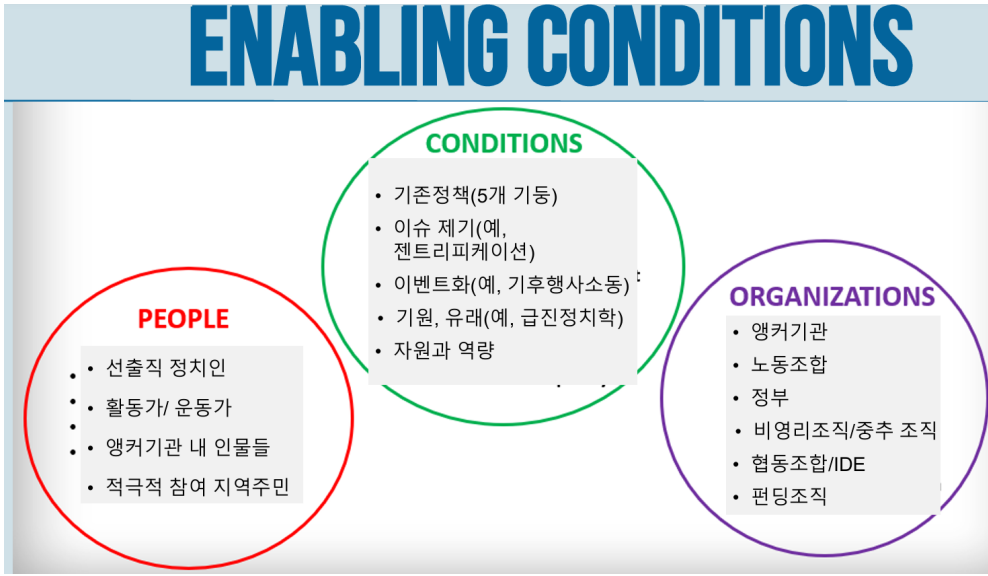 ENABLING CONDITIONS
CONDITIONS
• 기존정책(5개 기둥)
• 이슈 제기(예,
젠트리피케이션)
• 이벤트화(예, 기후행사소동)
• 기원, 유래(예, 급진정치학)
• 자원과 역량
PEOPLE
• 선출직 정치인
• 활동가/ 운동가
• 앵커기관 내 인물들
• 적극적 참여 지역주민
ORGANIZATIONS
• 앵커기관
• 노동조합
• 정부
• 비영리조직/중추 조직
• 협동조합/IDE
• 펀딩조직